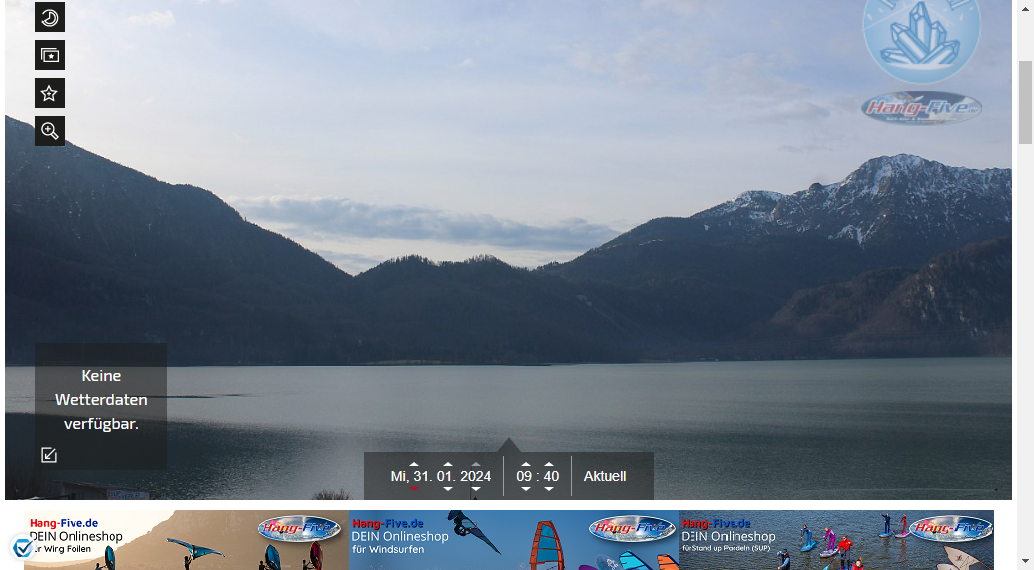 Hang-Five
Keine
Wetterdaten
verfügbar.
Mi, 31. 01. 2024 09 : 40 Aktuell
Hang-Five.de
DEIN Onlineshop
für Wing Foilen
Hang-Five
Hang-Five.de
DEIN Onlineshop
für Windsurfen
Hang-Five
Hang-Five.de
DEIN Onlineshop
für Stand up Paddeln (SUP)
Hang-Five